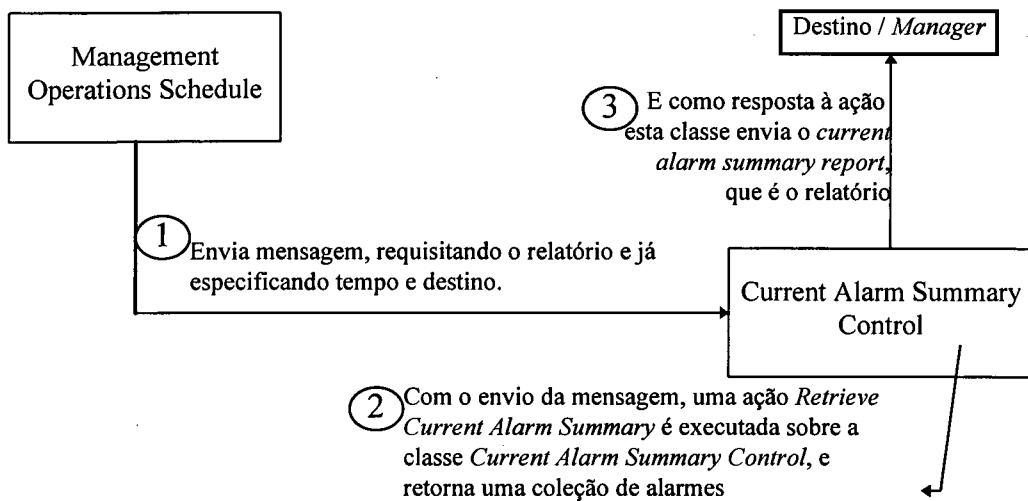 Management
Operations Schedule
Destino / Manager
3
E como resposta à ação
esta classe envia o current
alarm summary report,
que é o relatório
1
Envia mensagem, requisitando o relatório e já
especificando tempo e destino.
Current Alarm Summary
Control
2
Com o envio da mensagem, uma ação Retrieve
Current Alarm Summary é executada sobre a
classe Current Alarm Summary Control, e
retorna uma coleção de alarmes